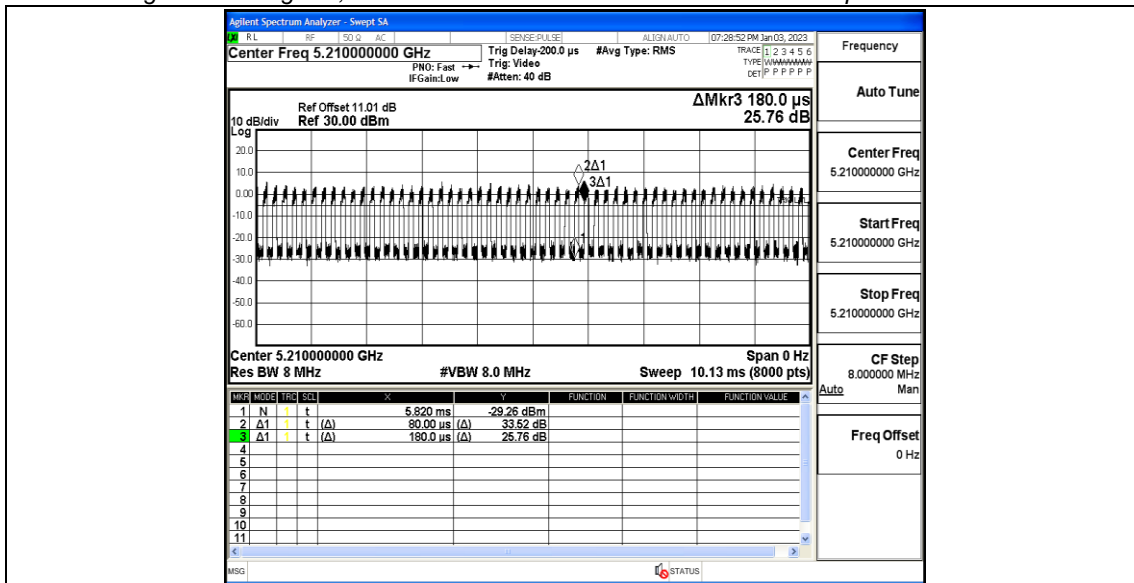 Agilent Spectrum Analyzer - Swept SA
RL RF 50 Ω AC SENSE:PULSE ALIGNAUTO 07:28:52 PM Jan 03, 2023
Center Freq 5.210000000 GHz
PNO: Fast
IFGain:Low
Trig Delay-200.0 µs
Trig: Video
#Atten: 40 dB
#Avg Type: RMS
TRACE 1 2 3 4 5 6
TYPE
DET P P P P P P
Frequency
Auto Tune
Center Freq
5.210000000 GHz
Start Freq
5.210000000 GHz
Stop Freq
5.210000000 GHz
CF Step
8.000000 MHz
Auto Man
Freq Offset
0 Hz
ΔMkr3 180.0 µs
25.76 dB
Ref Offset 11.01 dB
10 dB/div Ref 30.00 dBm
Log
20.0
10.0
0.00
-10.0
-20.0
-30.0
-40.0
-50.0
-60.0
2Δ1
3Δ1
Center 5.210000000 GHz Span 0 Hz
Res BW 8 MHz #VBW 8.0 MHz Sweep 10.13 ms (8000 pts)
MKR MODE TRC SCL X Y FUNCTION FUNCTION WIDTH FUNCTION VALUE
1 N 1 t 5.820 ms -29.26 dBm
2 Δ1 1 t (Δ) 80.00 µs (Δ) 33.52 dB
3 Δ1 1 t (Δ) 180.0 µs (Δ) 25.76 dB
4
5
6
7
8
9
10
11
MSG STATUS